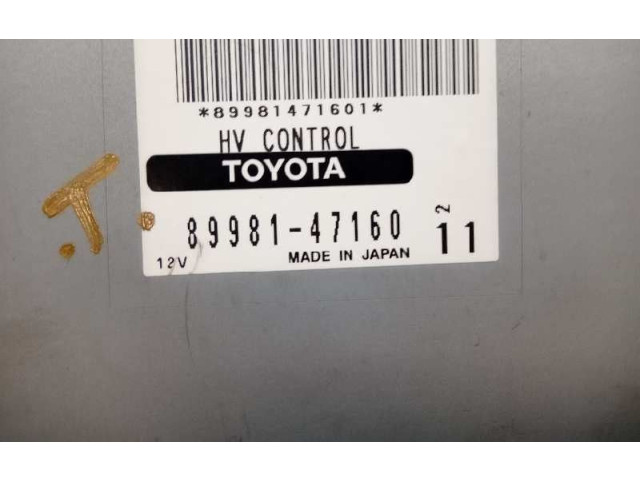 *89981471601*
HV CONTROL
TOYOTA
T.
89981-47160
2
11
12V
MADE IN JAPAN